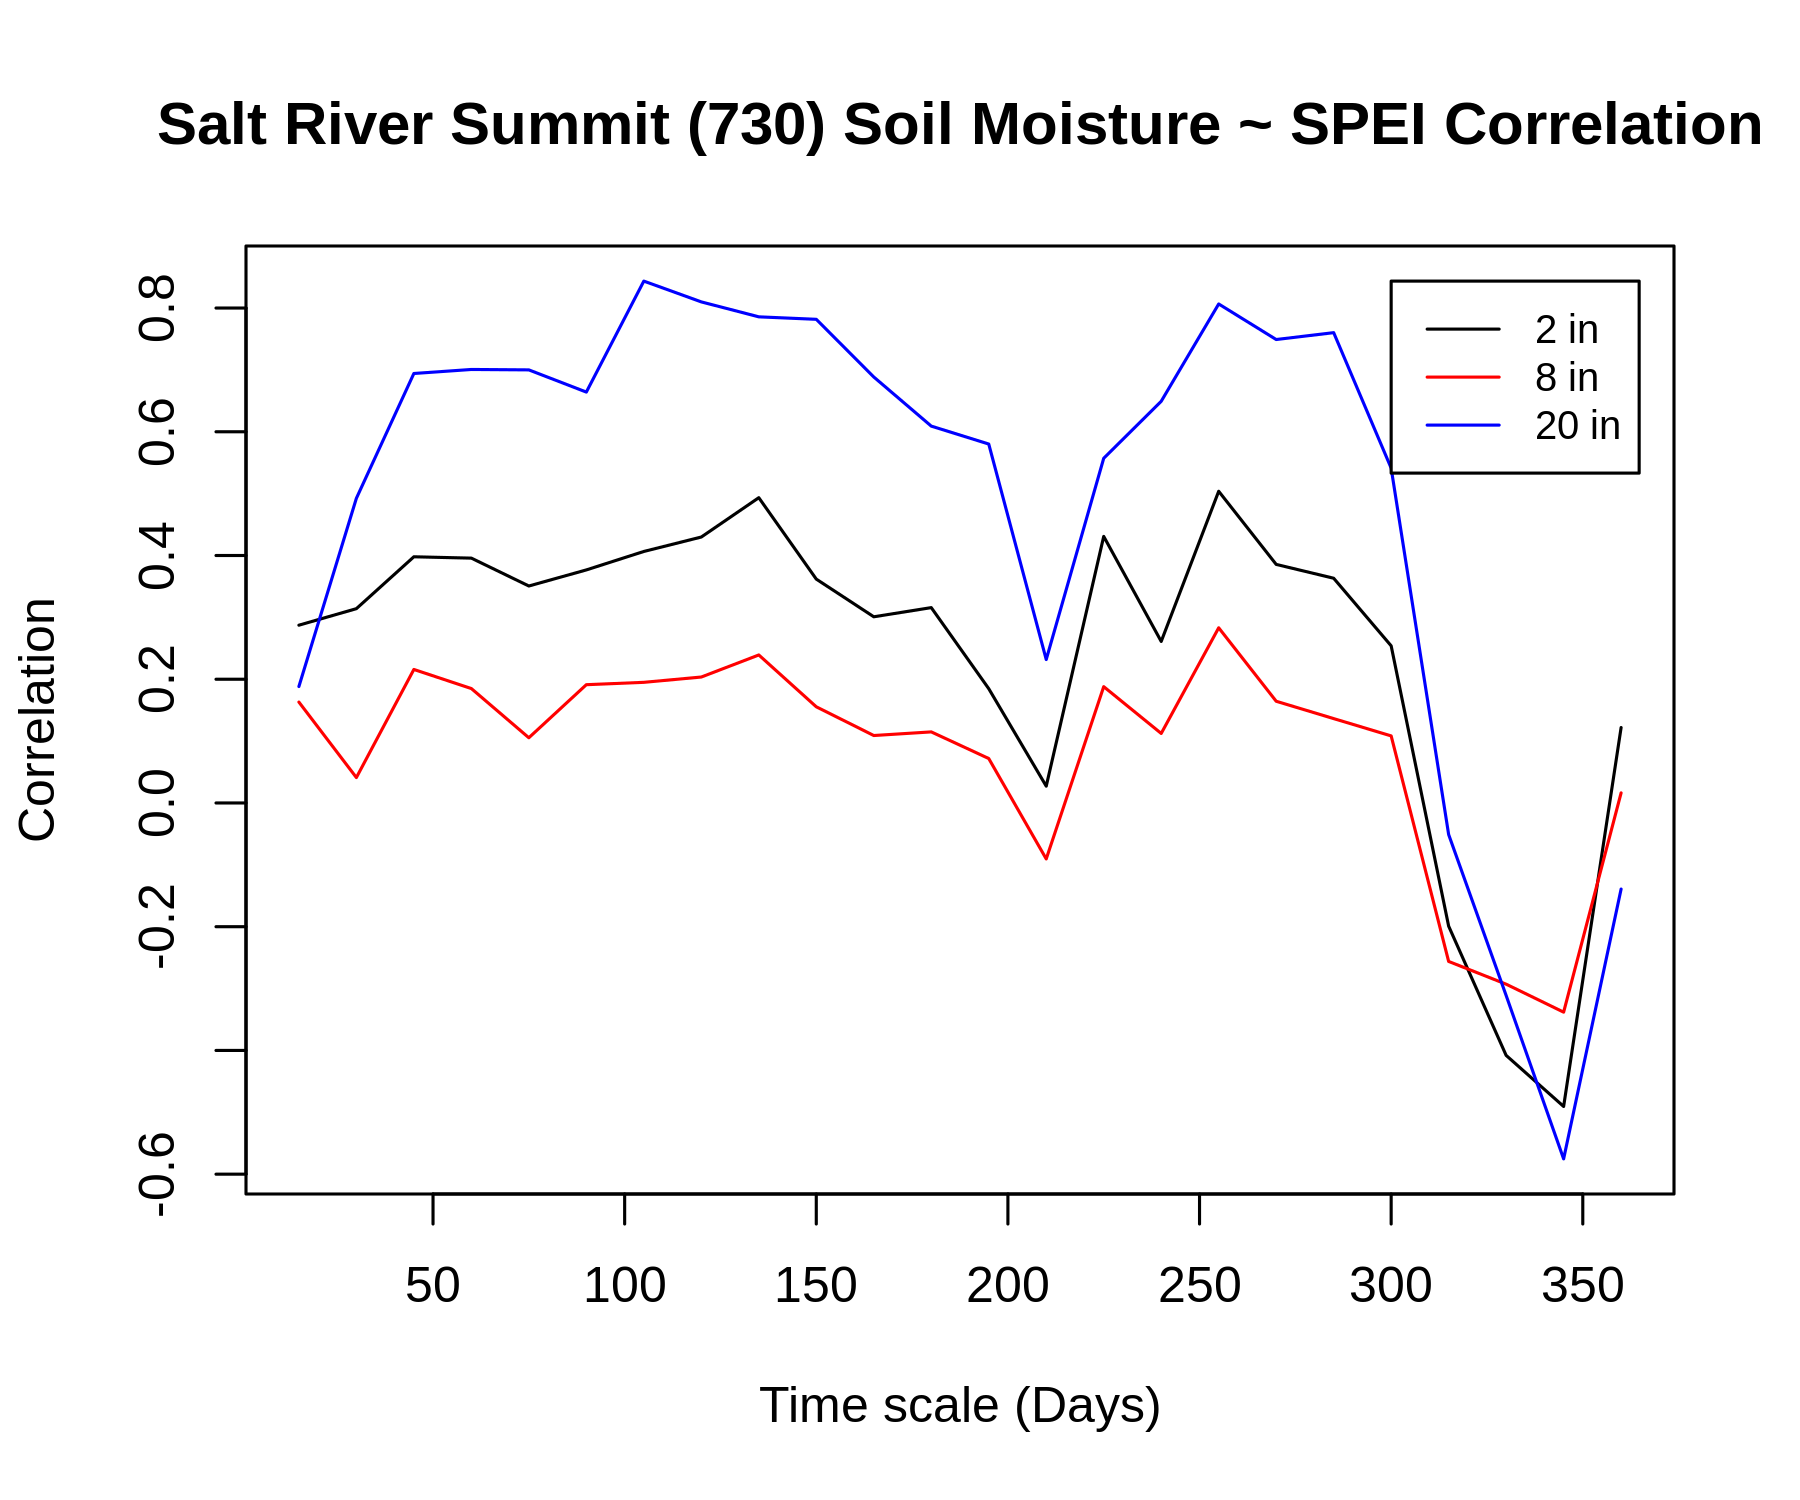 Salt River Summit (730) Soil Moisture ~ SPEI Correlation
2 in
8 in
20 in
Correlation
0.8
0.6
0.4
0.2
0.0
-0.2
-0.6
50 100 150 200 250 300 350
Time scale (Days)